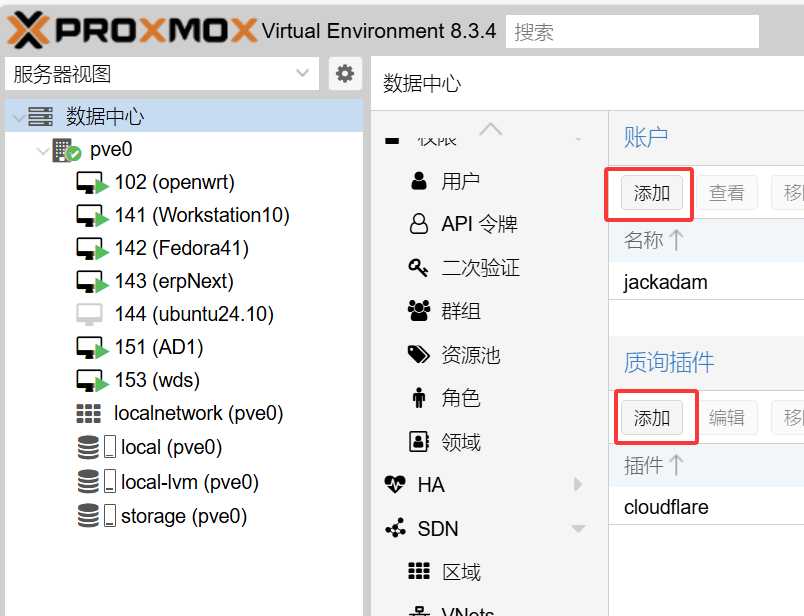 PROXMOX Virtual Environment 8.3.4 搜索
服务器视图
数据中心
pve0
102 (openwrt)
141 (Workstation10)
142 (Fedora41)
143 (erpNext)
144 (ubuntu24.10)
151 (AD1)
153 (wds)
localnetwork (pve0)
local (pve0)
local-lvm (pve0)
storage (pve0)
数据中心
权限
用户
API 令牌
二次验证
群组
资源池
角色
领域
HA
SDN
区域
VNets
账户
添加 查看 移
名称
jackadam
质询插件
添加 编辑 移
插件
cloudflare